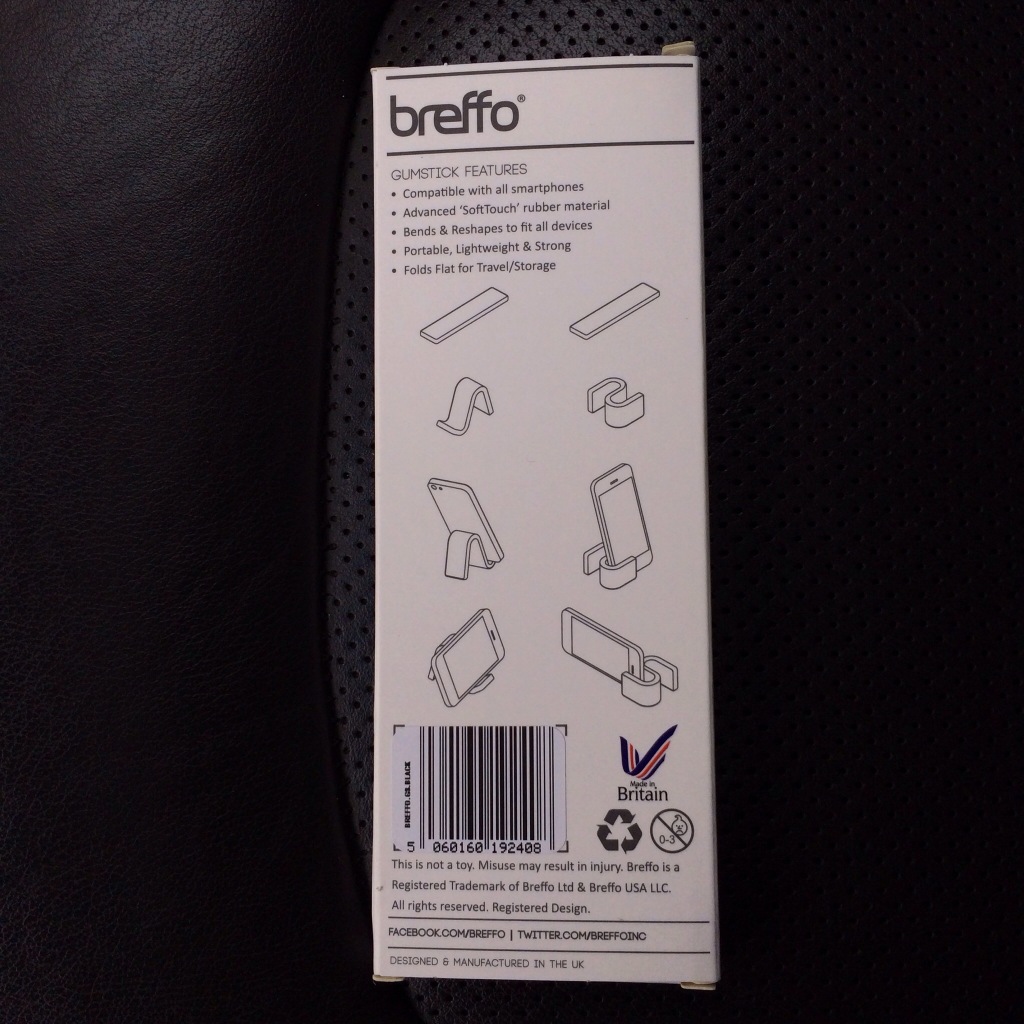 breffo®
GUMSTICK FEATURES
• Compatible with all smartphones
• Advanced ‘SoftTouch’ rubber material
• Bends & Reshapes to fit all devices
• Portable, Lightweight & Strong
• Folds Flat for Travel/Storage
BREFFO.GS.BLACK
5 060160 192408
Made in
Britain
0-3
This is not a toy. Misuse may result in injury. Breffo is a
Registered Trademark of Breffo Ltd & Breffo USA LLC.
All rights reserved. Registered Design.
FACEBOOK.COM/BREFFO | TWITTER.COM/BREFFOINC
DESIGNED & MANUFACTURED IN THE UK